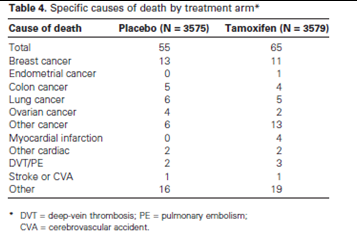 Table 4. Specific causes of death by treatment arm*
Cause of death Placebo (N = 3575) Tamoxifen (N = 3579)
Total 55 65
Breast cancer 13 11
Endometrial cancer 0 1
Colon cancer 5 4
Lung cancer 6 5
Ovarian cancer 4 2
Other cancer 6 13
Myocardial infarction 0 4
Other cardiac 2 2
DVT/PE 2 3
Stroke or CVA 1 1
Other 16 19
* DVT = deep-vein thrombosis; PE = pulmonary embolism;
CVA = cerebrovascular accident.